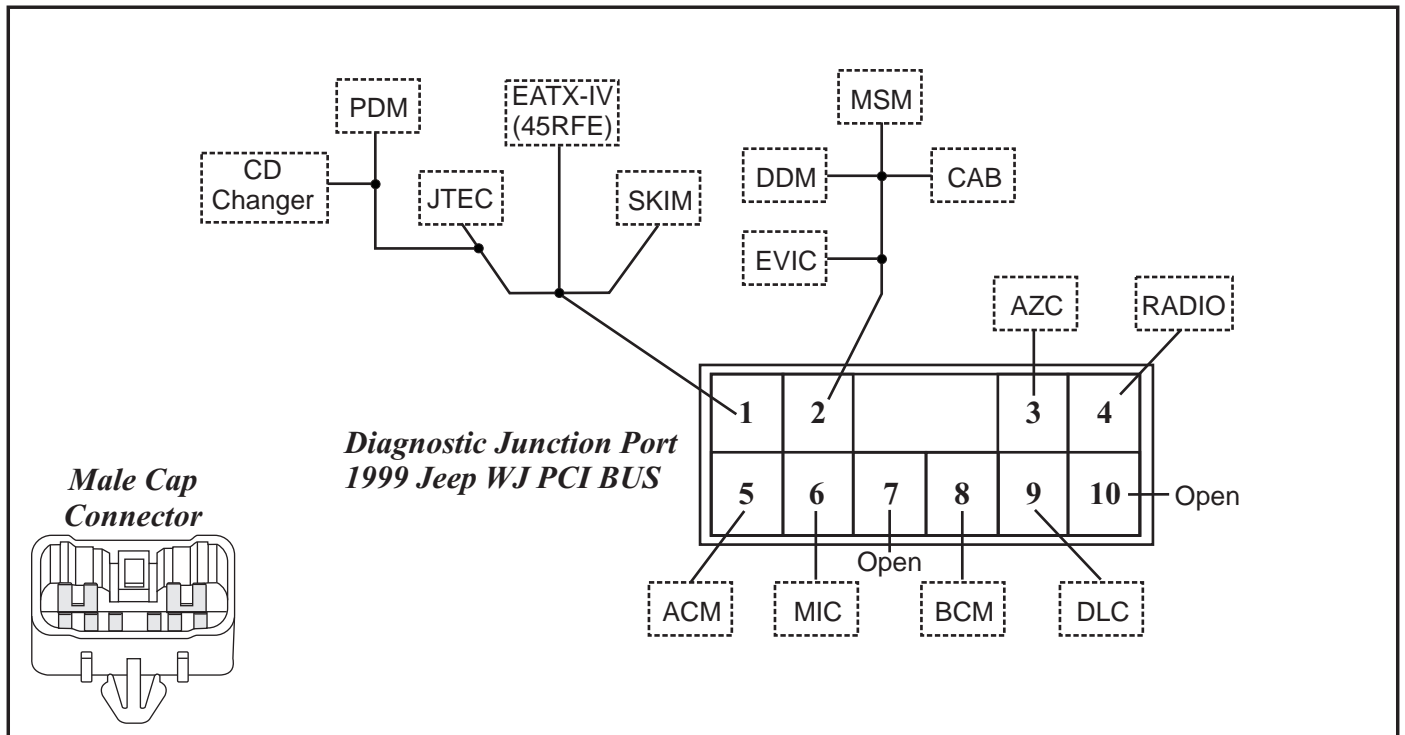 PDM
EATX-IV
(45RFE)
MSM
CD
Changer
JTEC
SKIM
DDM
CAB
EVIC
AZC
RADIO
1
2
3
4
Diagnostic Junction Port
1999 Jeep WJ PCI BUS
5
6
7
8
9
10
Open
Open
Male Cap
Connector
ACM
MIC
BCM
DLC